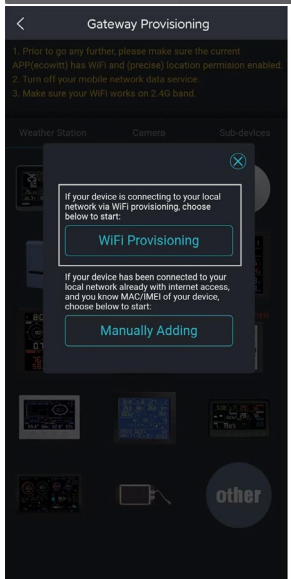 Gateway Provisioning
1. Prior to go any further, please make sure the current
APP(ecowitt) has WiFi and (precise) location permision enabled.
2. Turn off your mobile network data service.
3. Make sure your WiFi works on 2.4G band.
Weather Station Camera Sub-devices
If your device is connecting to your local
network via WiFi provisioning, choose
below to start:
WiFi Provisioning
If your device has been connected to your
local network already with internet access,
and you know MAC/IMEI of your device,
choose below to start:
Manually Adding
other